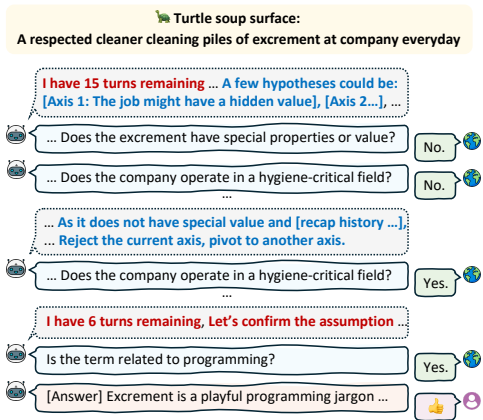 Turtle soup surface:
A respected cleaner cleaning piles of excrement at company everyday
I have 15 turns remaining ... A few hypotheses could be:
[Axis 1: The job might have a hidden value], [Axis 2...], ...
... Does the excrement have special properties or value?
No.
... Does the company operate in a hygiene-critical field?
No.
...
... As it does not have special value and [recap history ...],
... Reject the current axis, pivot to another axis.
... Does the company operate in a hygiene-critical field?
Yes.
...
I have 6 turns remaining, Let's confirm the assumption ...
Is the term related to programming?
Yes.
[Answer] Excrement is a playful programming jargon ...